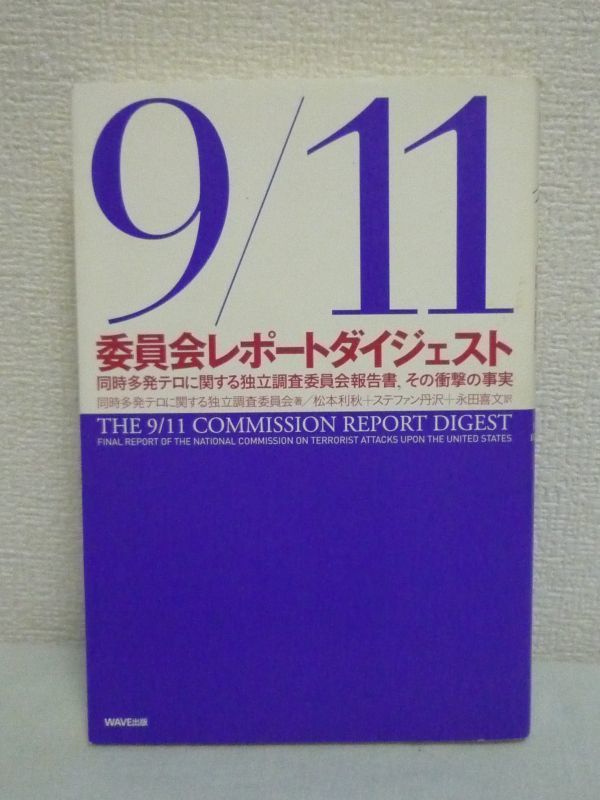 9/11
委員会レポートダイジェスト
同時多発テロに関する独立調査委員会報告書、その衝撃の事実
同時多発テロに関する独立調査委員会著／松本利秋＋ステファン丹沢＋永田喜文訳
THE 9/11 COMMISSION REPORT DIGEST
FINAL REPORT OF THE NATIONAL COMMISSION ON TERRORIST ATTACKS UPON THE UNITED STATES
WAVE出版